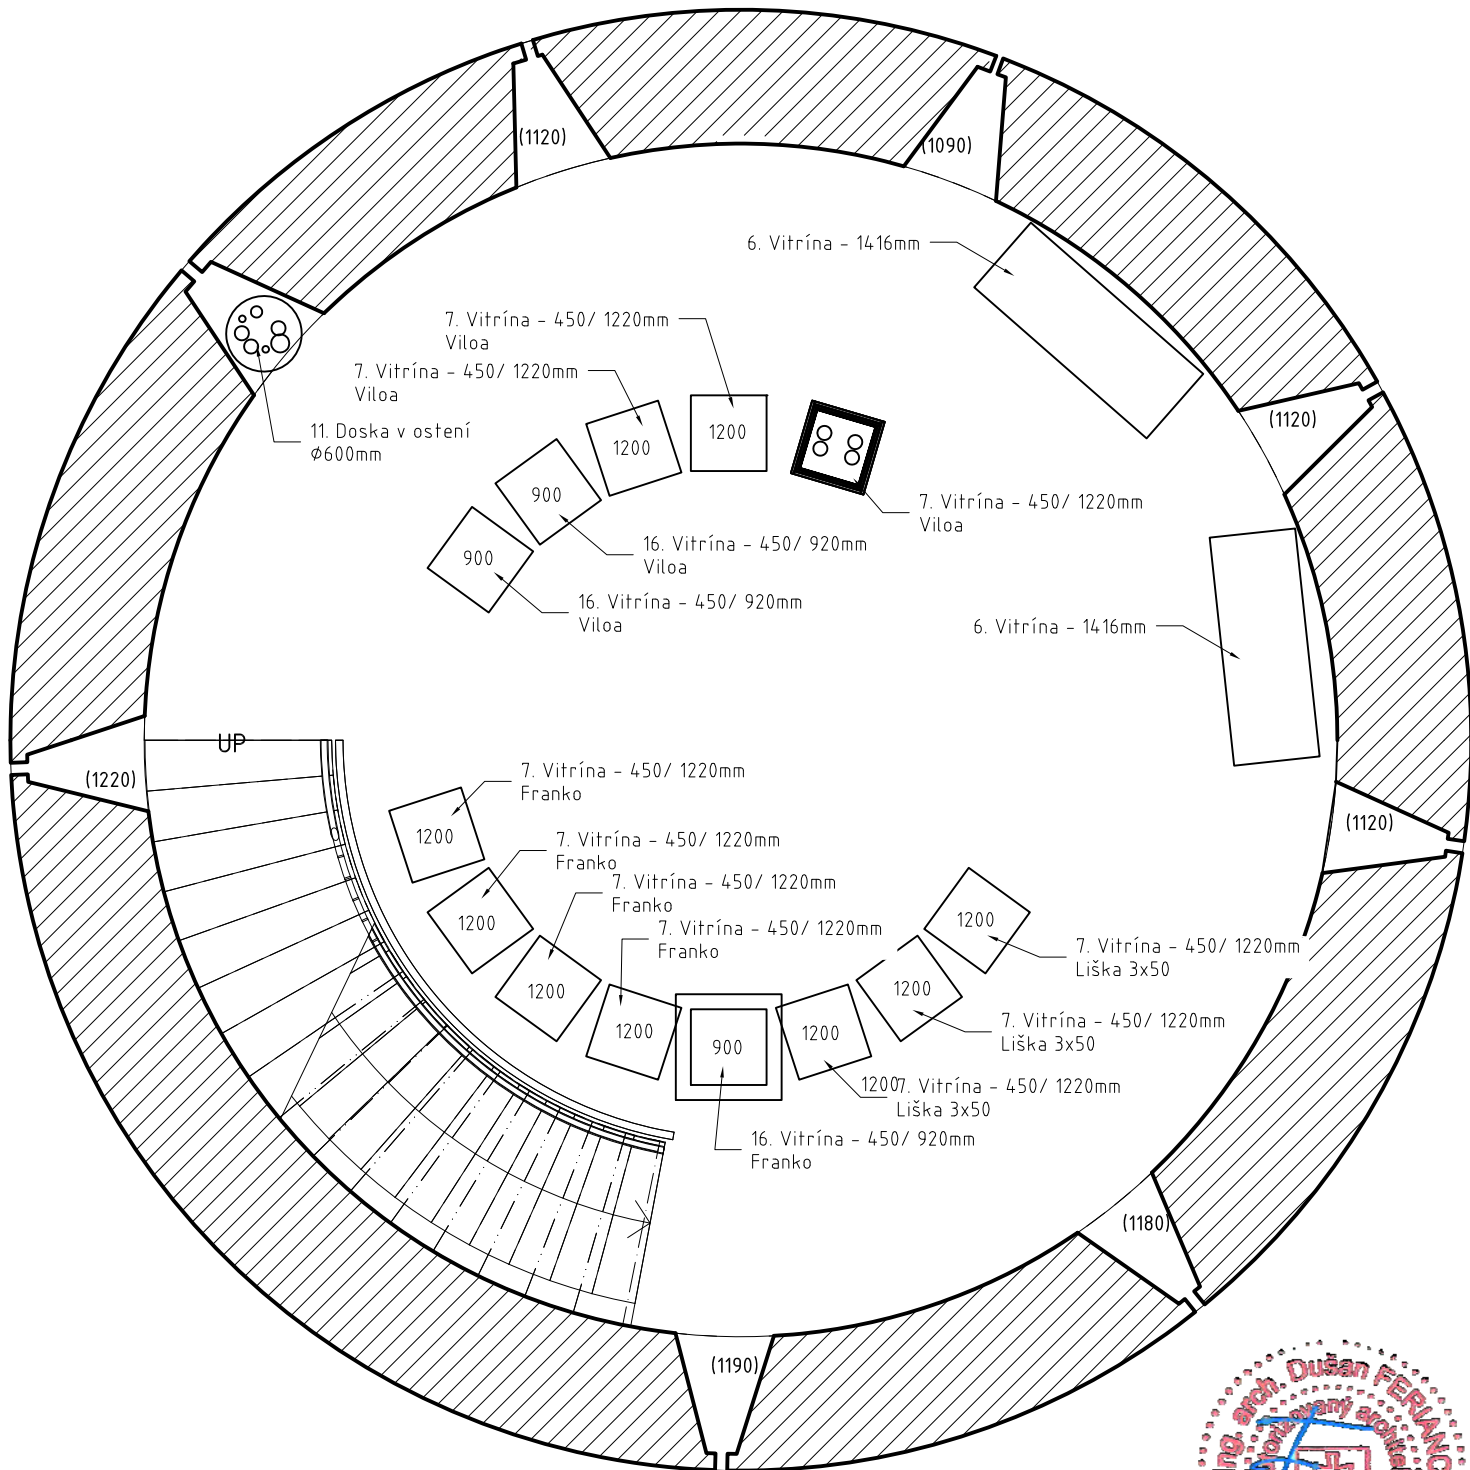 (1120)
(1090)
6. Vitrína - 1416mm
7. Vitrína - 450/ 1220mm
Viloa
7. Vitrína - 450/ 1220mm
Viloa
11. Doska v ostení
Ø600mm
1200
1200
900
900
(1120)
7. Vitrína - 450/ 1220mm
Viloa
16. Vitrína - 450/ 920mm
Viloa
16. Vitrína - 450/ 920mm
Viloa
6. Vitrína - 1416mm
UP
(1220)
7. Vitrína - 450/ 1220mm
Franko
1200
7. Vitrína - 450/ 1220mm
Franko
1200
7. Vitrína - 450/ 1220mm
Franko
1200
7. Vitrína - 450/ 1220mm
Franko
1200
(1120)
1200
7. Vitrína - 450/ 1220mm
Liška 3x50
1200
7. Vitrína - 450/ 1220mm
Liška 3x50
1200
900
1200
7. Vitrína - 450/ 1220mm
Liška 3x50
16. Vitrína - 450/ 920mm
Franko
(1180)
(1190)
arch. Dušan